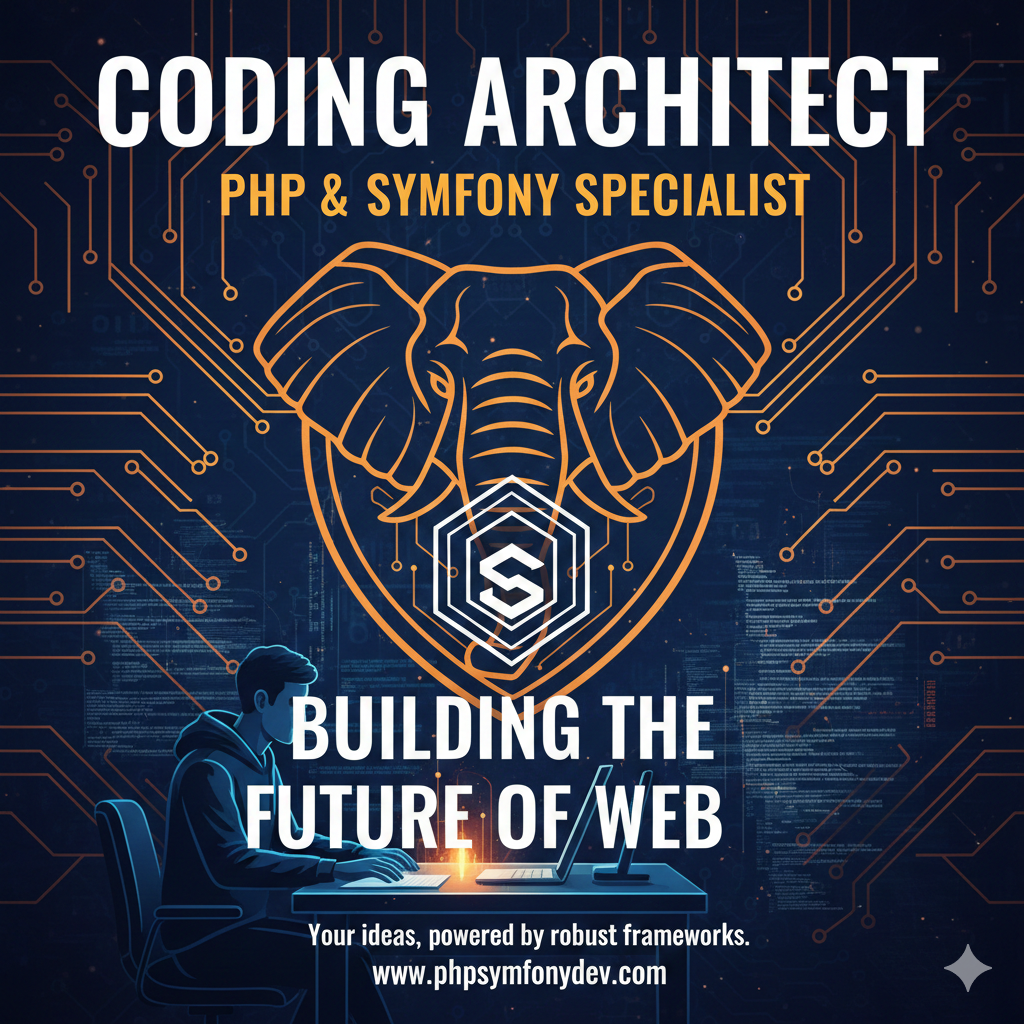 CODING ARCHITECT
PHP & SYMFONY SPECIALIST
S
BUILDING THE
FUTURE OF WEB
Your ideas, powered by robust frameworks.
www.phpsymfonydev.com